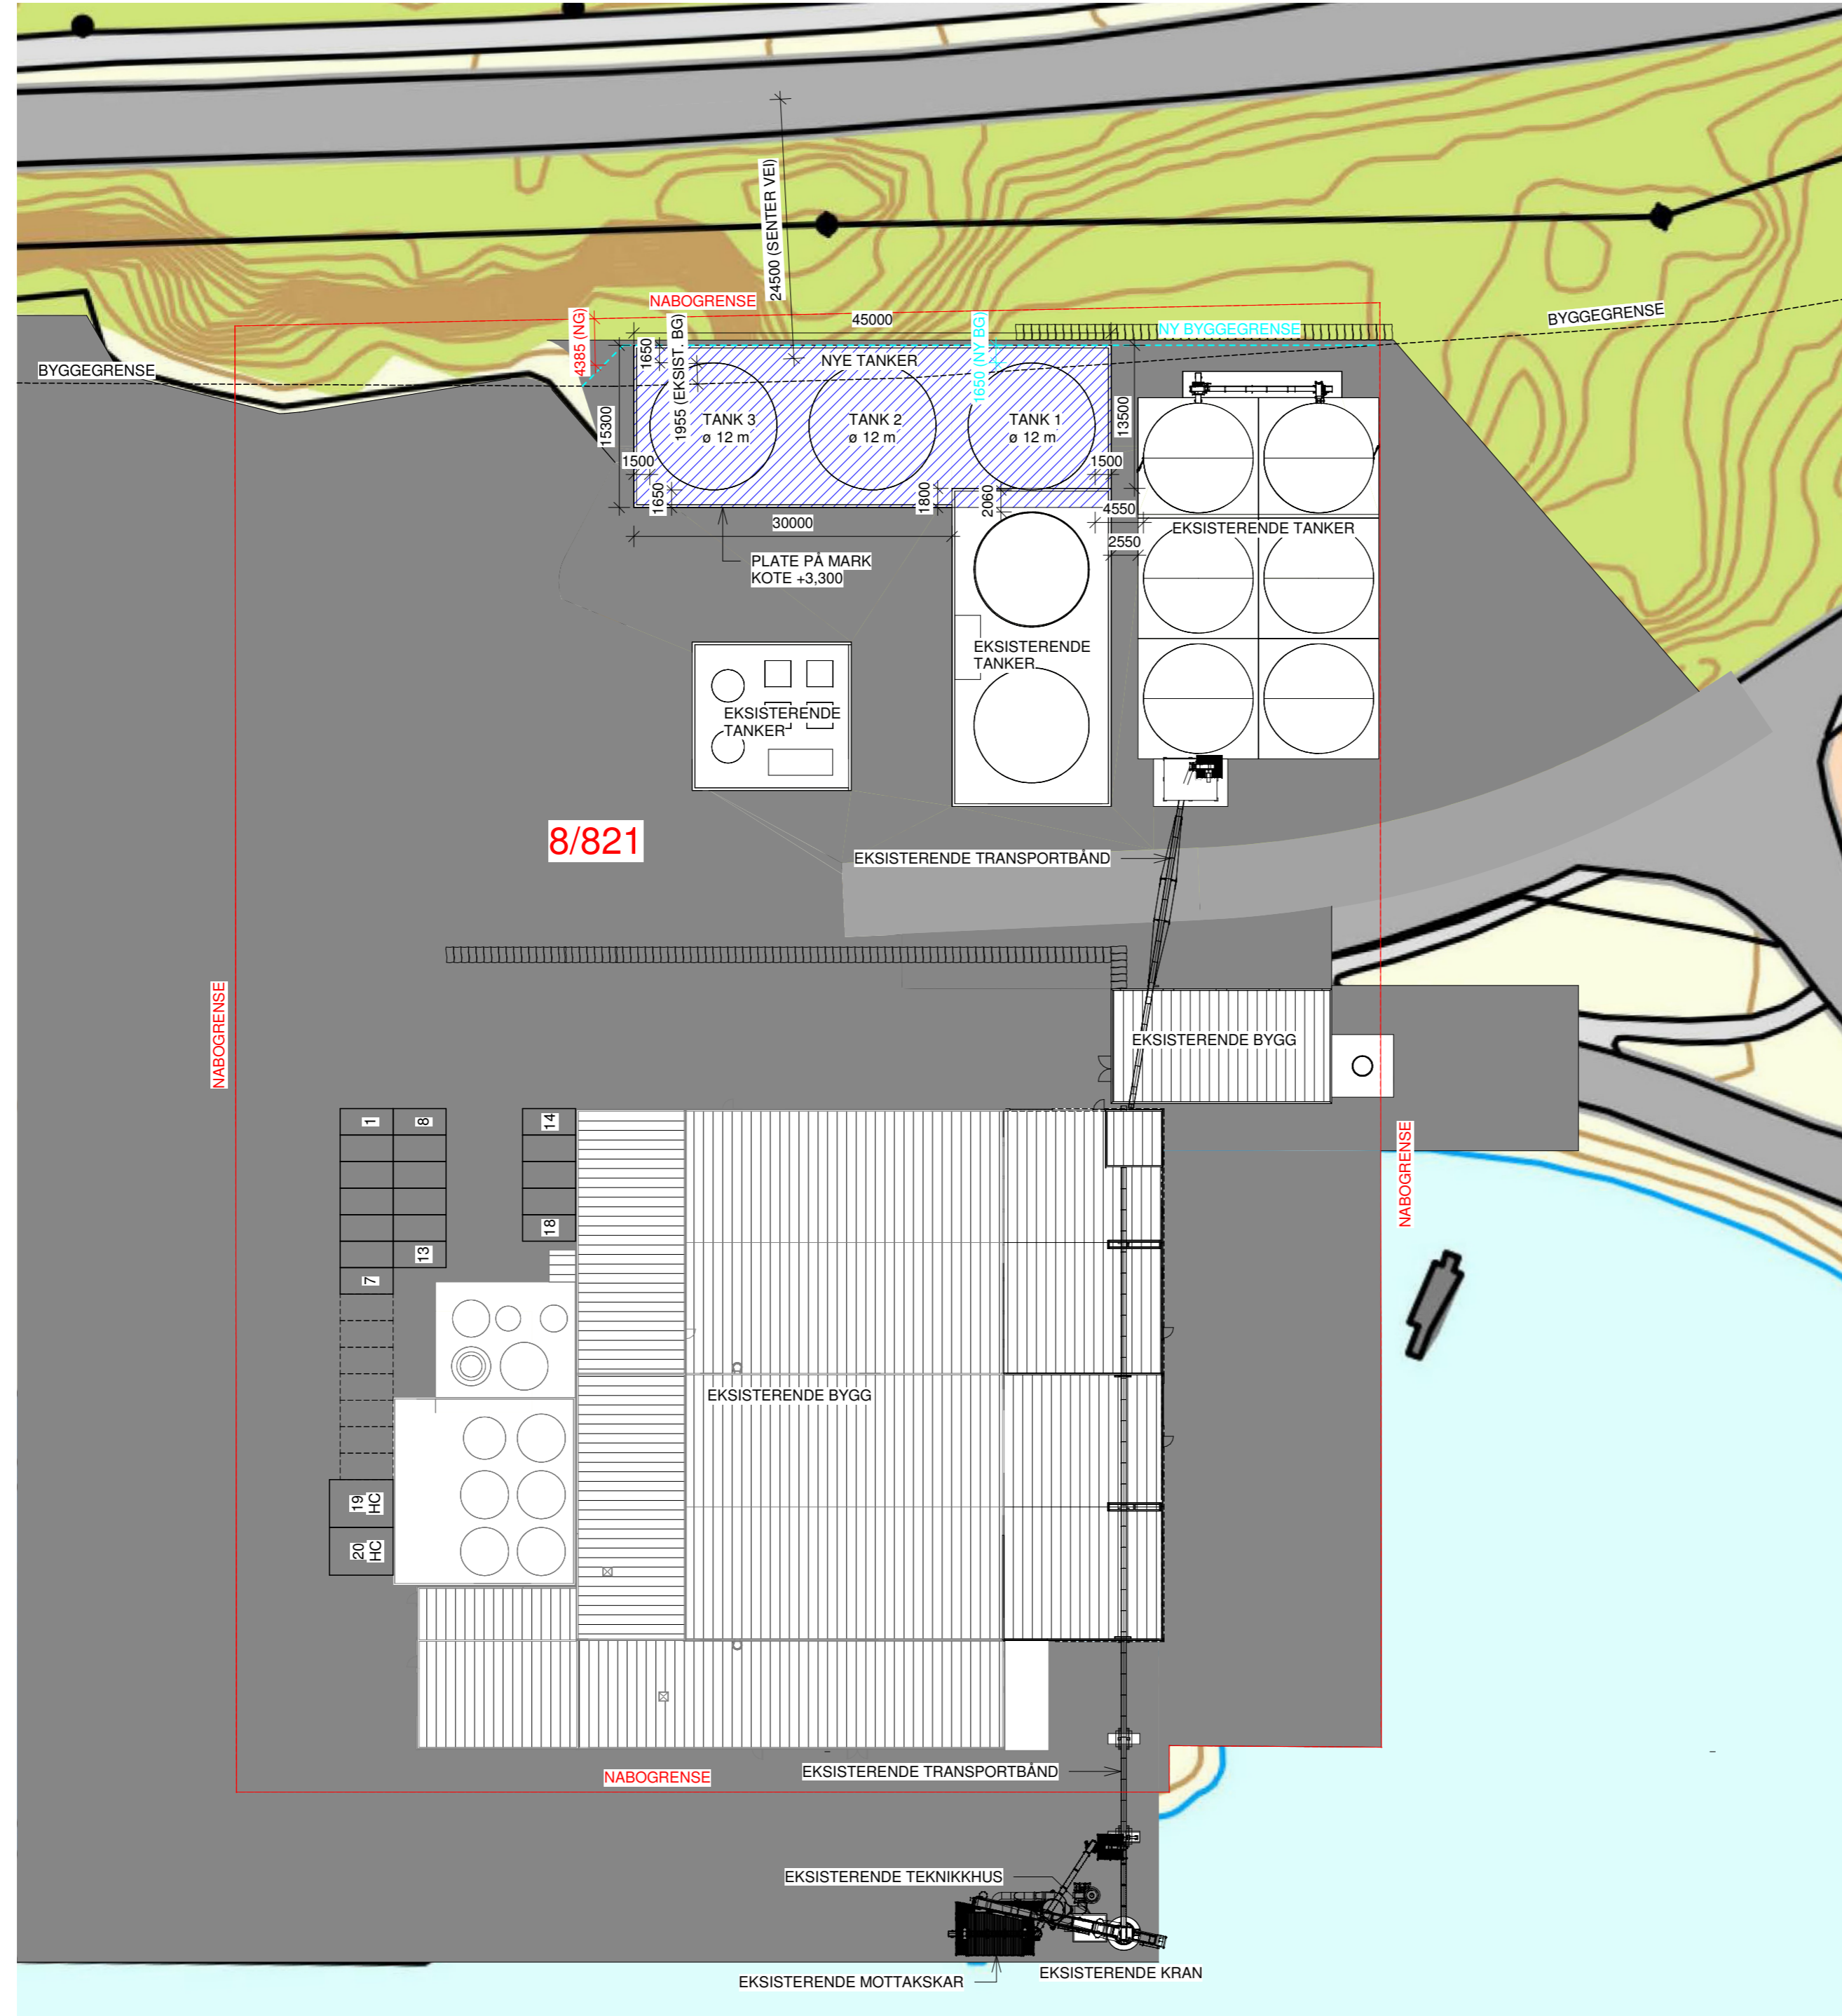 24500 (SENTER VEI)
NABOGRENSE
45000
4385 (NG)
1650
1955 (EKSIST. BG)
1650 (NY BG)
NY BYGGEGRENSE
BYGGEGRENSE
BYGGEGRENSE
NYE TANKER
15300
TANK 3
ø 12 m
TANK 2
ø 12 m
TANK 1
ø 12 m
13500
1500
1500
1650
1800
2060
4550
30000
2550
EKSISTERENDE TANKER
PLATE PÅ MARK
KOTE +3,300
EKSISTERENDE
TANKER
EKSISTERENDE
TANKER
8/821
EKSISTERENDE TRANSPORTBÅND
NABOGRENSE
EKSISTERENDE BYGG
1
8
14
NABOGRENSE
18
13
7
EKSISTERENDE BYGG
19
HC
20
HC
NABOGRENSE
EKSISTERENDE TRANSPORTBÅND
EKSISTERENDE TEKNIKKHUS
EKSISTERENDE MOTTAKSKAR
EKSISTERENDE KRAN